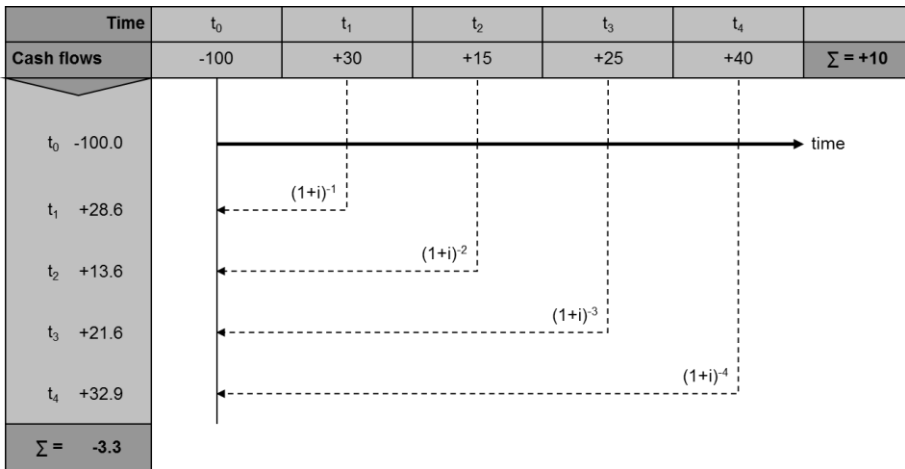 Time t₀ t₁ t₂ t₃ t₄
Cash flows -100 +30 +15 +25 +40 ∑ = +10
t₀ -100.0 time
(1+i)⁻¹
t₁ +28.6
(1+i)⁻²
t₂ +13.6
(1+i)⁻³
t₃ +21.6
(1+i)⁻⁴
t₄ +32.9
∑ = -3.3